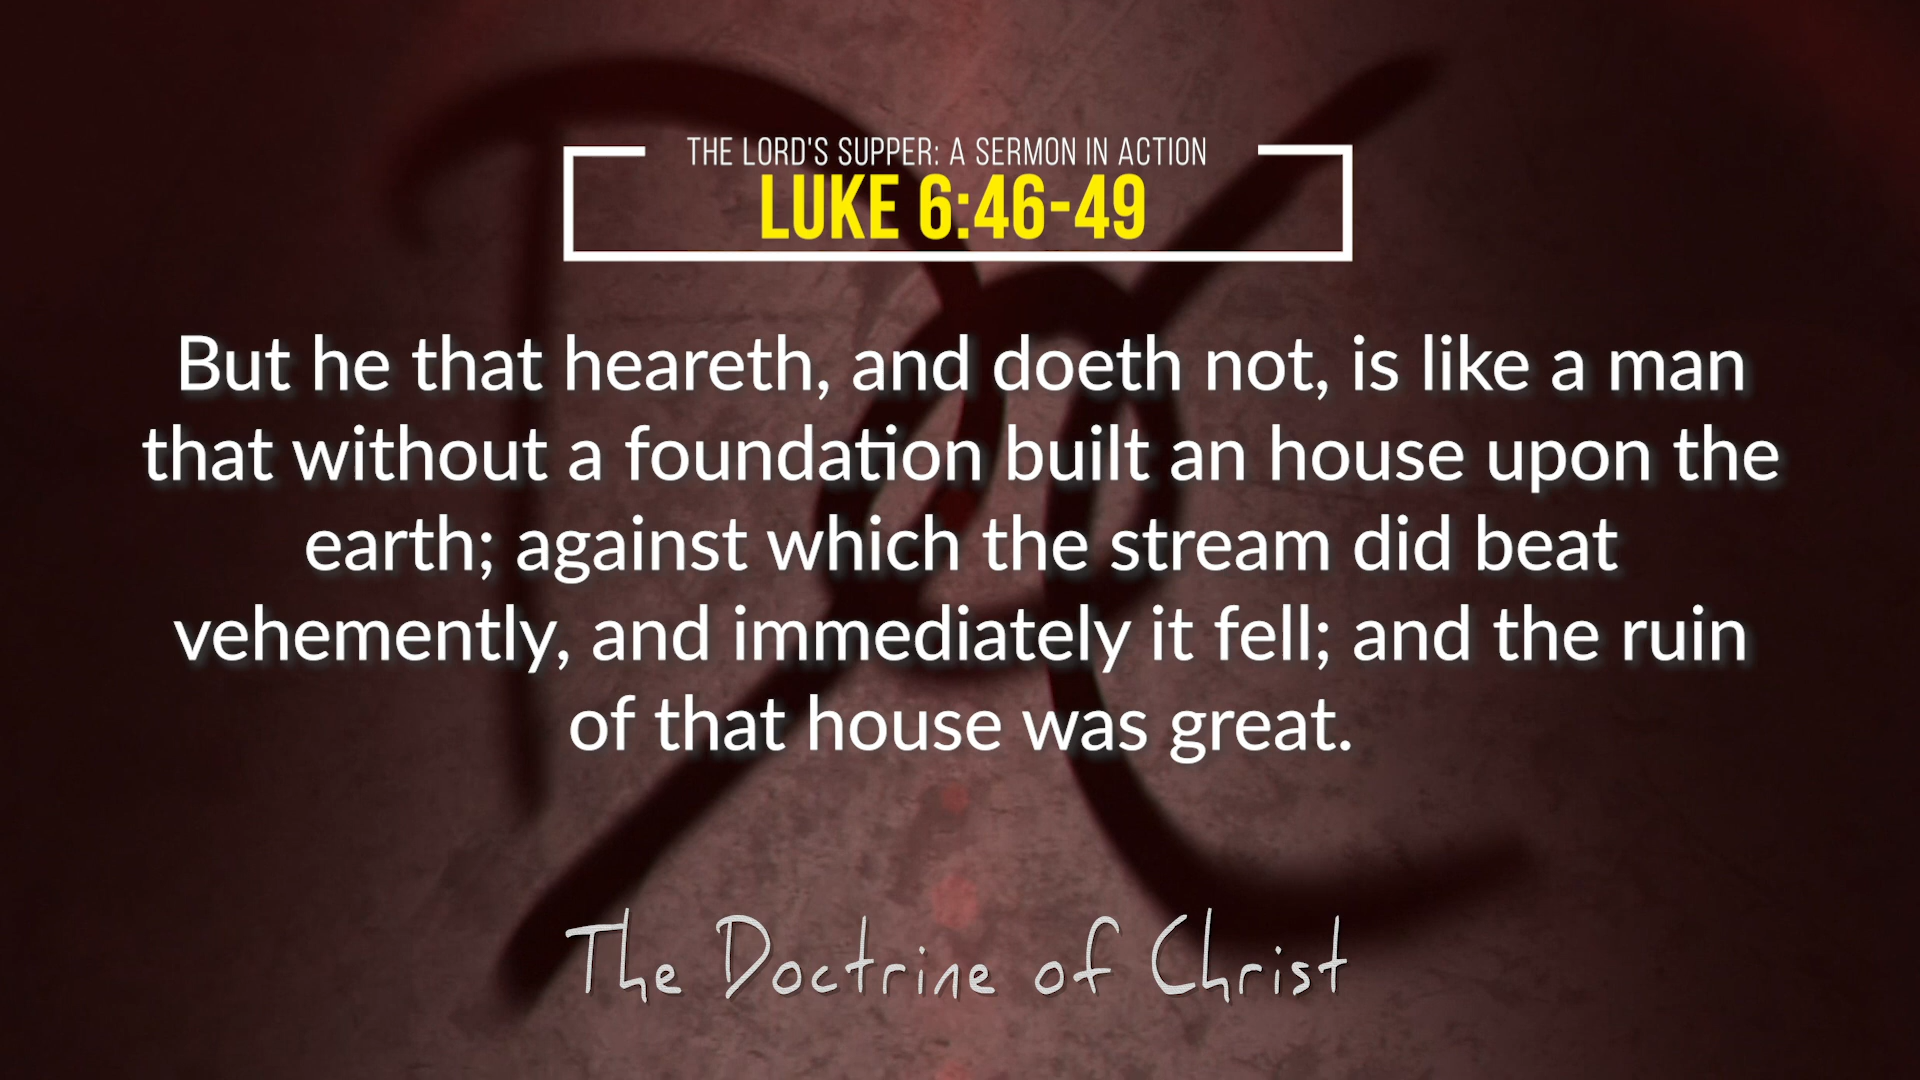 THE LORD'S SUPPER: A SERMON IN ACTION
LUKE 6:46-49
But he that heareth, and doeth not, is like a man
that without a foundation built an house upon the
earth; against which the stream did beat
vehemently, and immediately it fell; and the ruin
of that house was great.
The Doctrine of Christ